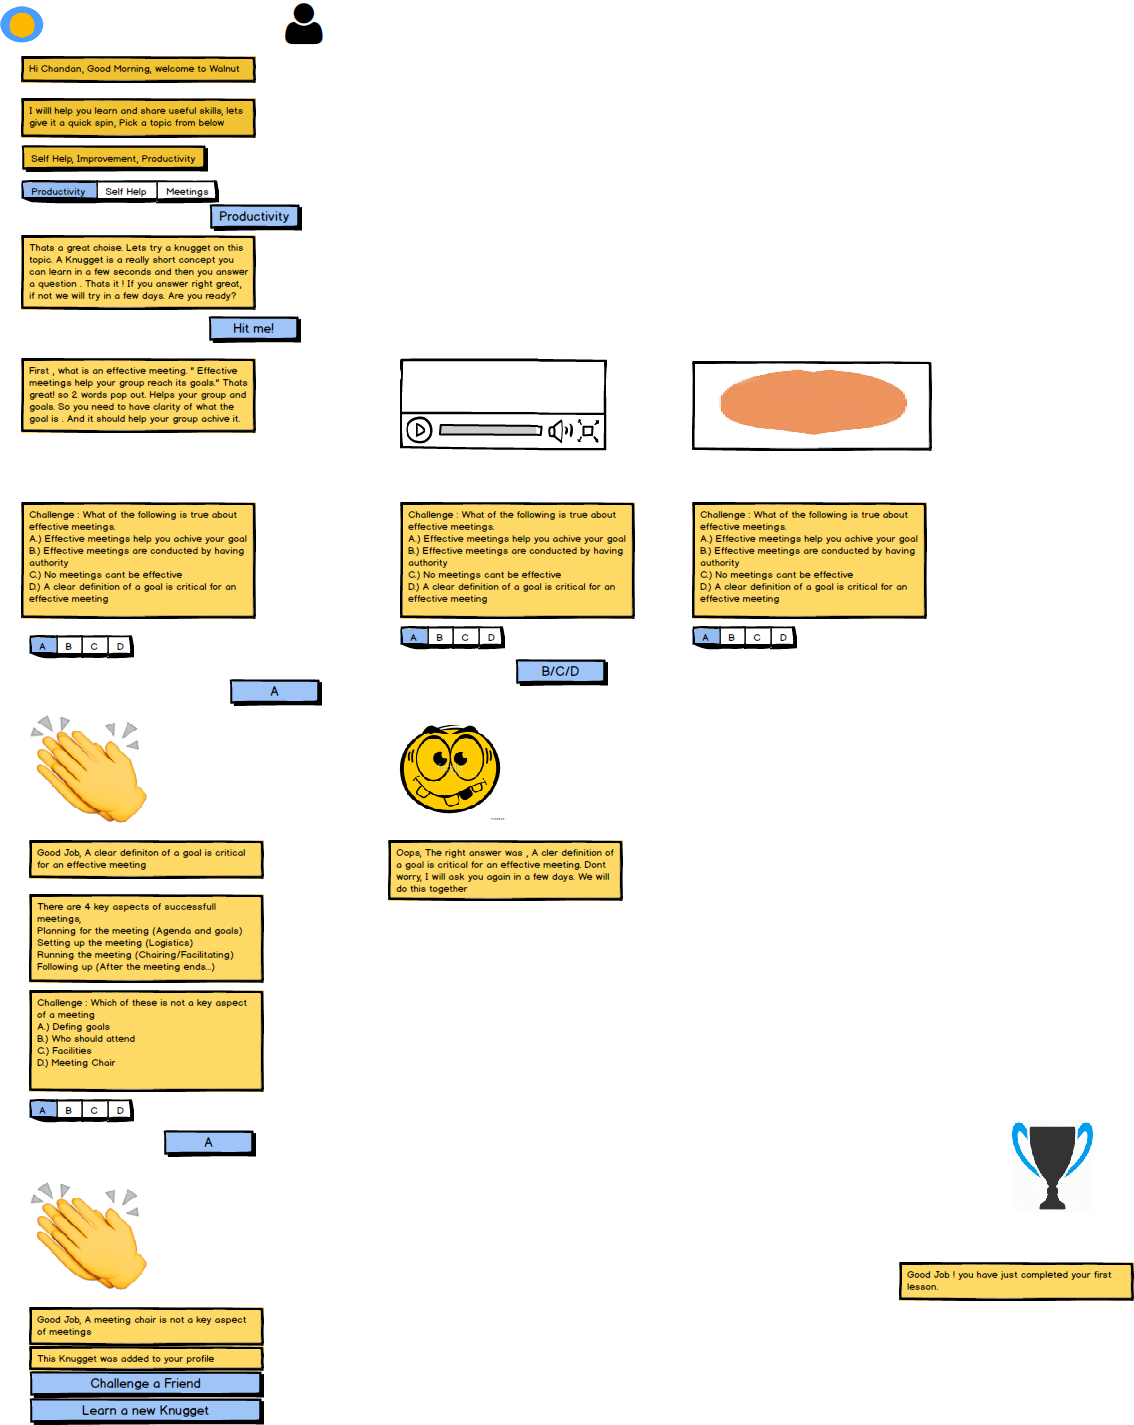 Hi Chandan, Good Morning, welcome to Walnut
I willl help you learn and share useful skills, lets
give it a quick spin, Pick a topic from below
Self Help, Improvement, Productivity
Productivity Self Help Meetings
Productivity
Thats a great choise. Lets try a knugget on this
topic. A Knugget is a really short concept you
can learn in a few seconds and then you answer
a question . Thats it ! If you answer right great,
if not we will try in a few days. Are you ready?
Hit me!
First , what is an effective meeting. " Effective
meetings help your group reach its goals." Thats
great! so 2 words pop out. Helps your group and
goals. So you need to have clarity of what the
goal is . And it should help your group achive it.
Challenge : What of the following is true about
effective meetings.
A.) Effective meetings help you achive your goal
B.) Effective meetings are conducted by having
authority
C.) No meetings cant be effective
D.) A clear definition of a goal is critical for an
effective meeting
A B C D
A
Challenge : What of the following is true about
effective meetings.
A.) Effective meetings help you achive your goal
B.) Effective meetings are conducted by having
authority
C.) No meetings cant be effective
D.) A clear definition of a goal is critical for an
effective meeting
A B C D
B/C/D
Challenge : What of the following is true about
effective meetings.
A.) Effective meetings help you achive your goal
B.) Effective meetings are conducted by having
authority
C.) No meetings cant be effective
D.) A clear definition of a goal is critical for an
effective meeting
A B C D
Good Job, A clear definiton of a goal is critical
for an effective meeting
Oops, The right answer was , A cler definition of
a goal is critical for an effective meeting. Dont
worry, I will ask you again in a few days. We will
do this together
There are 4 key aspects of successfull
meetings,
Planning for the meeting (Agenda and goals)
Setting up the meeting (Logistics)
Running the meeting (Chairing/Facilitating)
Following up (After the meeting ends...)
Challenge : Which of these is not a key aspect
of a meeting
A.) Defing goals
B.) Who should attend
C.) Facilities
D.) Meeting Chair
A B C D
A
Good Job ! you have just completed your first
lesson.
Good Job, A meeting chair is not a key aspect
of meetings
This Knugget was added to your profile
Challenge a Friend
Learn a new Knugget